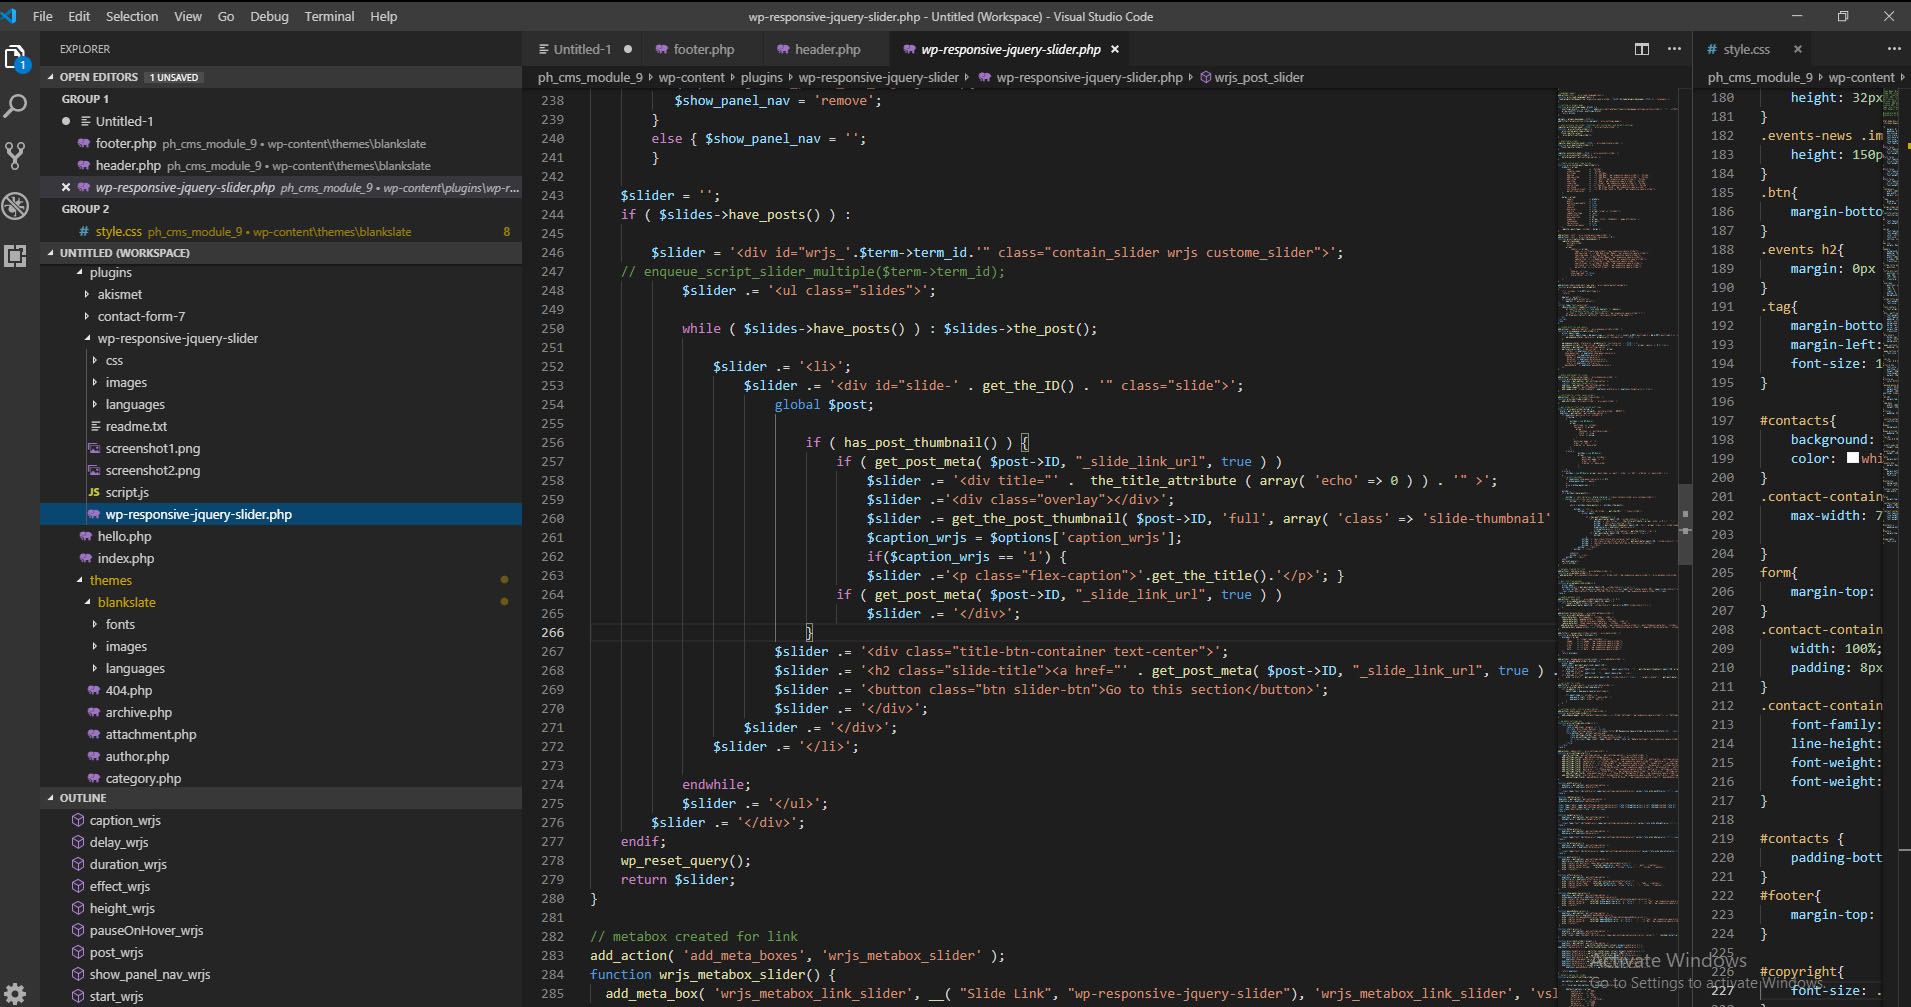 File Edit Selection View Go Debug Terminal Help
wp-responsive-jquery-slider.php - Untitled (Workspace) - Visual Studio Code
EXPLORER
OPEN EDITORS 1 UNSAVED
GROUP 1
Untitled-1
footer.php ph_cms_module_9 • wp-content\themes\blankslate
header.php ph_cms_module_9 • wp-content\themes\blankslate
wp-responsive-jquery-slider.php ph_cms_module_9 • wp-content\plugins\wp-r...
GROUP 2
# style.css ph_cms_module_9 • wp-content\themes\blankslate 8
UNTITLED (WORKSPACE)
plugins
akismet
contact-form-7
wp-responsive-jquery-slider
css
images
languages
readme.txt
screenshot1.png
screenshot2.png
JS script.js
wp-responsive-jquery-slider.php
hello.php
index.php
themes
blankslate
fonts
images
languages
404.php
archive.php
attachment.php
author.php
category.php
OUTLINE
caption_wrjs
delay_wrjs
duration_wrjs
effect_wrjs
height_wrjs
pauseOnHover_wrjs
post_wrjs
show_panel_nav_wrjs
start_wrjs
1
Untitled-1 footer.php header.php wp-responsive-jquery-slider.php
ph_cms_module_9 wp-content plugins wp-responsive-jquery-slider wp-responsive-jquery-slider.php wrjs_post_slider
238 $show_panel_nav = 'remove';
239 }
240 else { $show_panel_nav = '';
241 }
242
243 $slider = '';
244 if ( $slides->have_posts() ) :
245
246 $slider = '<div id="wrjs_'.$term->term_id.'" class="contain_slider wrjs custome_slider">';
247 // enqueue_script_slider_multiple($term->term_id);
248 $slider .= '<ul class="slides">';
249
250 while ( $slides->have_posts() ) : $slides->the_post();
251
252 $slider .= '<li>';
253 $slider .= '<div id="slide-' . get_the_ID() . '" class="slide">';
254 global $post;
255
256 if ( has_post_thumbnail() ) {
257 if ( get_post_meta( $post->ID, "_slide_link_url", true ) )
258 $slider .= '<div title="' .  the_title_attribute ( array( 'echo' => 0 ) ) . '" >';
259 $slider .='<div class="overlay"></div>';
260 $slider .= get_the_post_thumbnail( $post->ID, 'full', array( 'class' => 'slide-thumbnail'
261 $caption_wrjs = $options['caption_wrjs'];
262 if($caption_wrjs == '1') {
263 $slider .='<p class="flex-caption">'.get_the_title().'</p>'; }
264 if ( get_post_meta( $post->ID, "_slide_link_url", true ) )
265 $slider .= '</div>';
266 }
267 $slider .= '<div class="title-btn-container text-center">';
268 $slider .= '<h2 class="slide-title"><a href="' . get_post_meta( $post->ID, "_slide_link_url", true ) .
269 $slider .= '<button class="btn slider-btn">Go to this section</button>';
270 $slider .= '</div>';
271 $slider .= '</div>';
272 $slider .= '</li>';
273
274 endwhile;
275 $slider .= '</ul>';
276 $slider .= '</div>';
277 endif;
278 wp_reset_query();
279 return $slider;
280 }
281
282 // metabox created for link
283 add_action( 'add_meta_boxes', 'wrjs_metabox_slider' );
284 function wrjs_metabox_slider() {
285 add_meta_box( 'wrjs_metabox_link_slider', __( "Slide Link", "wp-responsive-jquery-slider"), 'wrjs_metabox_link_slider', 'vsl
# style.css
ph_cms_module_9 wp-content
180 height: 32px
181 }
182 .events-news .im
183 height: 150p
184 }
185 .btn{
186 margin-botto
187 }
188 .events h2{
189 margin: 0px
190 }
191 .tag{
192 margin-botto
193 margin-left:
194 font-size: 1
195 }
196
197 #contacts{
198 background:
199 color: whi
200 }
201 .contact-contain
202 max-width: 7
203
204 }
205 form{
206 margin-top:
207 }
208 .contact-contain
209 width: 100%;
210 padding: 8px
211 }
212 .contact-contain
213 font-family:
214 line-height:
215 font-weight:
216 font-weight:
217 }
218
219 #contacts {
220 padding-bott
221 }
222 #footer{
223 margin-top:
224 }
225
226 #copyright{
227 font-size: .
Activate Windows
Go to Settings to activate Windows.